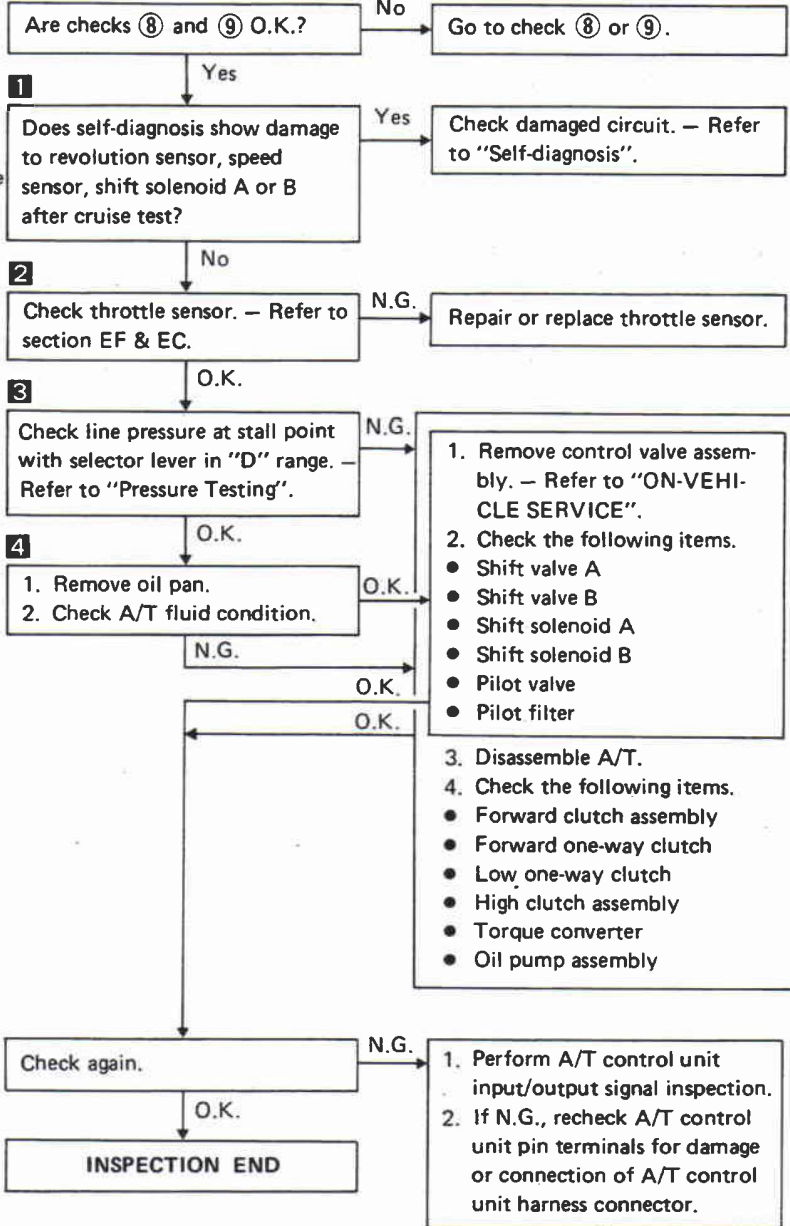 Are checks ⑧ and ⑨ O.K.?
No
Go to check ⑧ or ⑨.
Yes
1
Does self-diagnosis show damage
to revolution sensor, speed
sensor, shift solenoid A or B
after cruise test?
Yes
Check damaged circuit. — Refer
to "Self-diagnosis".
No
2
Check throttle sensor. — Refer to
section EF & EC.
N.G.
Repair or replace throttle sensor.
O.K.
3
Check line pressure at stall point
with selector lever in "D" range. —
Refer to "Pressure Testing".
N.G.
O.K.
4
1. Remove oil pan.
2. Check A/T fluid condition.
O.K.
N.G.
O.K.
O.K.
1. Remove control valve assem-
bly. — Refer to "ON-VEHI-
CLE SERVICE".
2. Check the following items.
● Shift valve A
● Shift valve B
● Shift solenoid A
● Shift solenoid B
● Pilot valve
● Pilot filter
3. Disassemble A/T.
4. Check the following items.
● Forward clutch assembly
● Forward one-way clutch
● Low one-way clutch
● High clutch assembly
● Torque converter
● Oil pump assembly
Check again.
N.G.
1. Perform A/T control unit
input/output signal inspection.
2. If N.G., recheck A/T control
unit pin terminals for damage
or connection of A/T control
unit harness connector.
O.K.
INSPECTION END